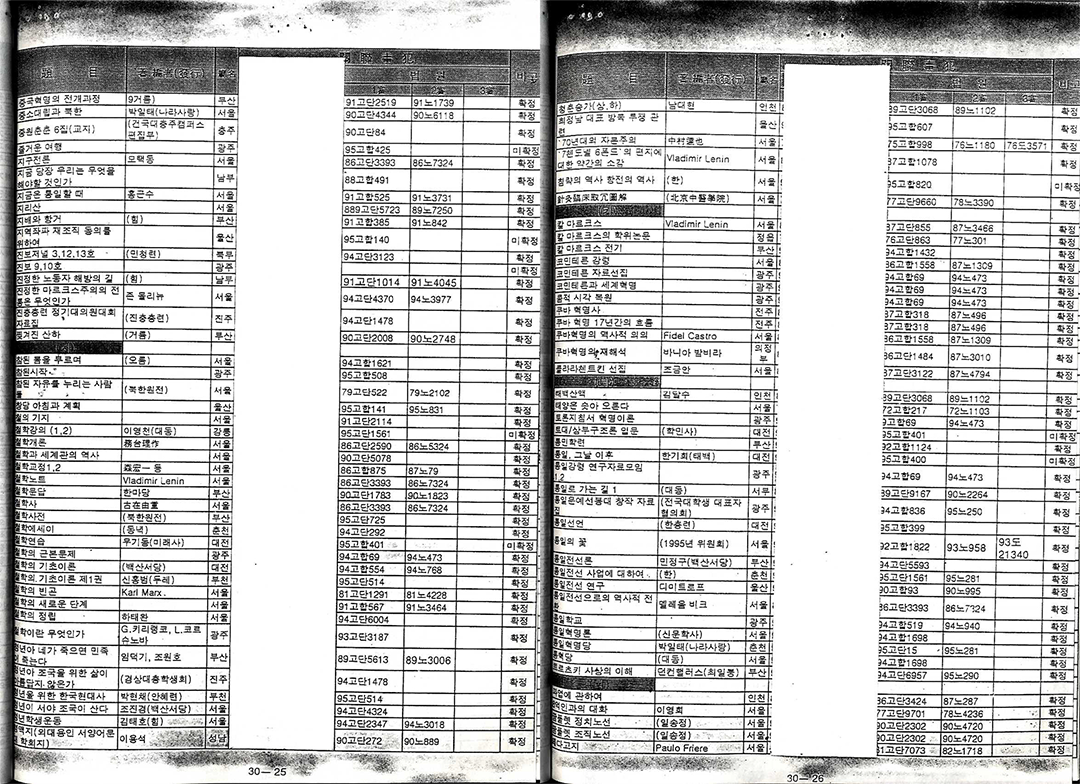 題 目 著編者(發行) 關聯事犯 법 원 비고
1심 2심 3심
중국혁명의 전개과정 9거름) 부산 91고단2519 91노1739 확정
중소대립과 북한 박일태(나라사랑) 서울 90고단4344 90노6118 확정
중원춘추 6집(교지) (건국대충주캠퍼스 편집부) 충주 90고단84 확정
즐거운 여행 광주 95고합425 미확정
지구전론 모택동 서울 86고단3393 86노7324 확정
지금 당장 우리는 무엇을 해야할 것인가 남부 88고합491 확정
지금은 통일할 때 홍근수 서울 91고합525 91노3731 확정
지리산 서울 889고단5723 89노7250 확정
지배와 항거 (힘) 부산 91고합385 91노842 확정
위하여 울산 95고합140 미확정
진보저널 3,12,13호 (민청련) 북부 94고단3123 확정
진보 9,10호 광주 미확정
진정한 노동자 해방의 길 (힘) 남부 91고단1014 91노4045 확정
진정한 마르크스주의의 전통은 무엇인가 존 몰리뉴 서울 94고단4370 94노3977 확정
진충총련 정기대의원대회 자료집 (진충총련) 진주 94고단1478 확정
찢겨진 산하 (거름) 부산 90고단2008 90노2748 확정
참된 봄을 부르며 (오름) 서울 94고합1621 확정
참원시작 광주 95고합508 확정
참된 자유를 누리는 사람들 (북한원전) 서울 79고단522 79노2102 확정
창당 아침과 계획 울산 95고합141 95노831 확정
철의 기지 서울 91고단2114 확정
철학강의 (1,2) 이영천(대동) 강릉 95고단1561 미확정
철학개론 務台理作 서울 86고단2590 86노5324 확정
철학과 세계관의 역사 서울 90고단5078 확정
철학교정1,2 森宏一 등 서울 86고합875 87노79 확정
철학노트 Vladimir Lenin 서울 86고단3393 86노7324 확정
철학문답 한마당 부산 90고단1783 90노1823 확정
철학사 古在由重 서울 86고단3393 86노7324 확정
철학사전 (북한원전) 부산 95고단725 확정
철학에세이 (동녘) 춘천 94고단292 확정
철학연습 우기동(미래사) 대전 95고합401 미확정
철학의 근본문제 광주 94고합69 94노473 확정
철학의 기초이론 (백산서당) 대전 94고합554 94노768 확정
철학의 기초이론 제1권 신홍범(두레) 부천 95고단514 확정
철학의 빈곤 Karl Marx. 서울 81고단1291 81노4228 확정
철학의 새로운 단계 서울 91고합567 91노3464 확정
철학의 정립 하태완 서울 94고단6004 확정
철학이란 무엇인가 G.키리렝코, L.코르슈노바 광주 93고단3187 확정
청년아 네가 죽으면 민족이 죽는다 임덕기, 조원호 부산 89고단5613 89노3006 확정
청년아 조국을 위한 삶이 아름답지 않은가 (경상대총학생회) 진주 94고단1478 확정
청년을 위한 한국현대사 박현채(안혜련) 부천 95고단514 확정
청년이 서야 조국이 산다 조진경(백산서당) 서울 94고단4324 확정
청년학생운동 김태호(힘) 서울 94고단2347 94노3018 확정
청백지(외대용인 서양어문학회지) 이용석 성남 90고단272 90노889 확정
30— 25
題 目 著編者(發行) 關聯事犯 법 원 비고
1심 2심 3심
청춘송가(상,하) 남대현 인천 89고단3068 89노1102 확정
최정남 대표 방북 투쟁 관련 울산 95고합607 확정
'70년대의 자본주의 中村 서울 75고합998 76노1180 76도3571 확정
Vladimir Lenin 서울 87고합1078 확정
침략의 역사 항전의 역사 (한) 서울 95고합820 미확정
針灸臨床取穴圖解 (北京中醫學院) 서울 77고단9660 78노3390 확정
칼 마르크스 Vladimir Lenin 서울 87고단855 87노3466 확정
칼 마르크스의 학위논문 정읍 76고단863 77노301 확정
칼 마르크스 전기 부산 94고합1432 확정
코민테른 강령 서울 86고합1558 87노1309 확정
코민테른 자료선집 광주 94고합69 94노473 확정
코민테른과 세계혁명 광주 94고합69 94노473 확정
콤적 시각 복원 광주 94고합69 94노473 확정
쿠바 혁명사 전주 87고합318 87노496 확정
쿠바 혁명 17년간의 흐름 전주 87고합318 87노496 확정
쿠바혁명의 역사적 의의 Fidel Castro 서울 86고합1558 87노1309 확정
쿠바혁명의 재해석 바니아 밤비라 의정부 86고단1484 87노3010 확정
클라라체트킨 선집 조금안 서울 87고단3122 87노4794 확정
태백산맥 김달수 인천 89고단3068 89노1102 확정
태양은 솟아 오른다 서울 72고합217 72노1103 확정
토론지침서 혁명이론 광주 94고합69 94노473 확정
토대/상부구조론 입문 (학민사) 대전 95고합401 미확정
통민학련 부산 92고합1124 확정
통일, 그날 이후 한기희(태백) 대전 95고합400 미확정
통일강령 연구자료모임 1,2 광주 94고합69 94노473 확정
통일로 가는 길 1 (대동) 서부 89고단9167 90노2264 확정
통일문예선봉대 창작 자료집 (전국대학생 대표자 협의회) 광주 94고합836 95노250 확정
통일선언 (한총련) 대전 95고합399 확정
통일의 꽃 (1995년 위원회) 서울 92고합1822 93노958 93도21340 확정
통일전선론 민정구(백산서당) 부산 94고단5593 확정
통일전선 사업에 대하여. (한) 춘천 95고단1561 95노281 확정
통일전선 연구 디미트로프 울산 90고합93 90노995 확정
통일전선으로의 역사적 전환 엘레욤 비크 서울 86고단3393 86노7324 확정
통일학교 광주 94고합519 94노940 확정
통일혁명론 (신문학사) 서울 94고합1698 확정
통일혁명당 박일태(나라사랑) 춘천 95고단15 95노281 확정
통혁당 (대동) 서울 94고합1698 확정
트로츠키 사상의 이해 던컨핼러스(최일붕) 부산 94고단6957 95노290 확정
파업에 관하여 인천 86고단3424 87노287 확정
8억인과의 대화 이영희 서울 77고단9701 78노4236 확정
팜플렛 정치노선 (일송정) 서울 90고단2302 90노4720 확정
팜플렛 조직노선 (일송정) 서울 90고단2302 90노4720 확정
페다고지 Paulo Friere 서울 81고단7073 82노1718 확정
30—26